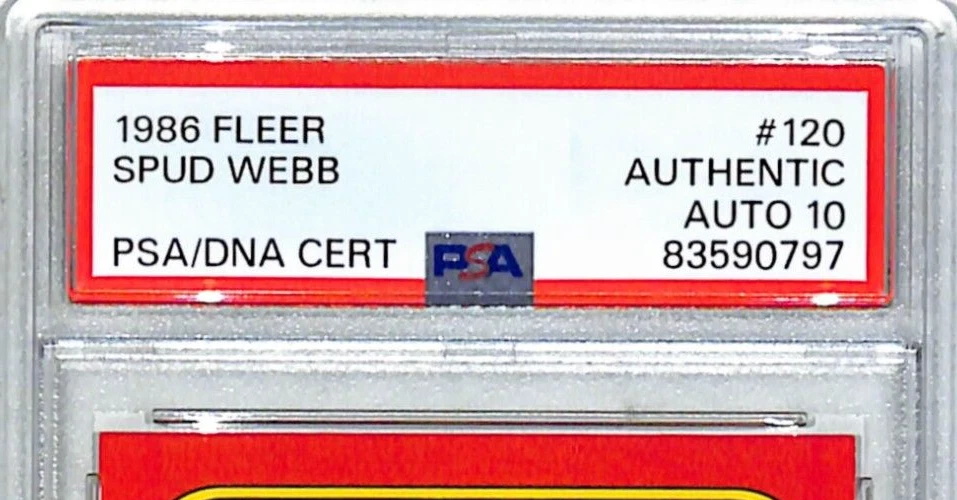 1986 FLEER #120
SPUD WEBB AUTHENTIC
AUTO 10
PSA/DNA CERT PSA 83590797